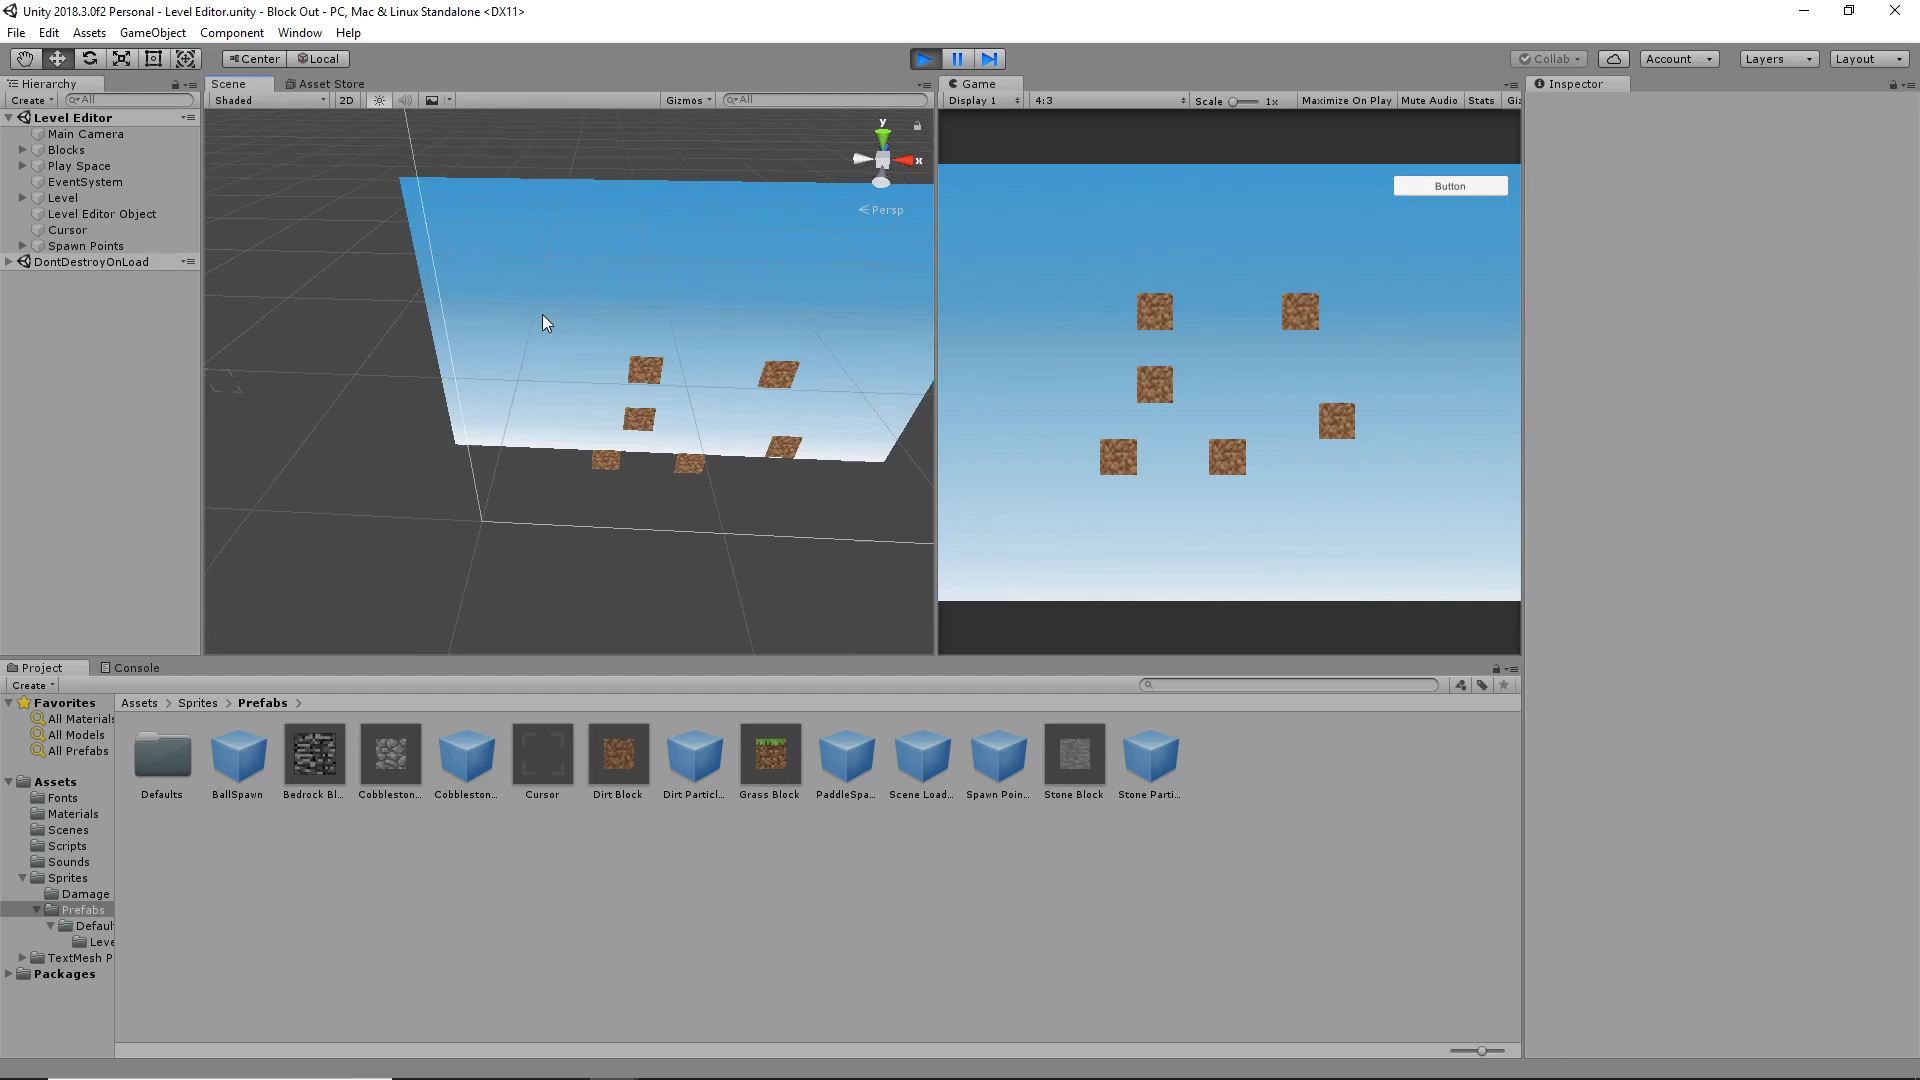 Unity 2018.3.0f2 Personal - Level Editor.unity - Block Out - PC, Mac & Linux Standalone <DX11>
File Edit Assets GameObject Component Window Help
Center Local Collab Account Layers Layout
Hierarchy
Create All
Level Editor
Main Camera
Blocks
Play Space
EventSystem
Level
Level Editor Object
Cursor
Spawn Points
DontDestroyOnLoad
Scene Asset Store
Shaded 2D Gizmos All
y
x
Persp
Game
Display 1 4:3 Scale 1x Maximize On Play Mute Audio Stats Giz
Button
Inspector
Project Console
Create
Favorites
All Materials
All Models
All Prefabs
Assets
Fonts
Materials
Scenes
Scripts
Sounds
Sprites
Damage
Prefabs
Defaul
Leve
TextMesh P
Packages
Assets > Sprites > Prefabs >
Defaults BallSpawn Bedrock Bl... Cobbleston... Cobbleston... Cursor Dirt Block Dirt Particl... Grass Block PaddleSpa... Scene Load... Spawn Poin... Stone Block Stone Parti...